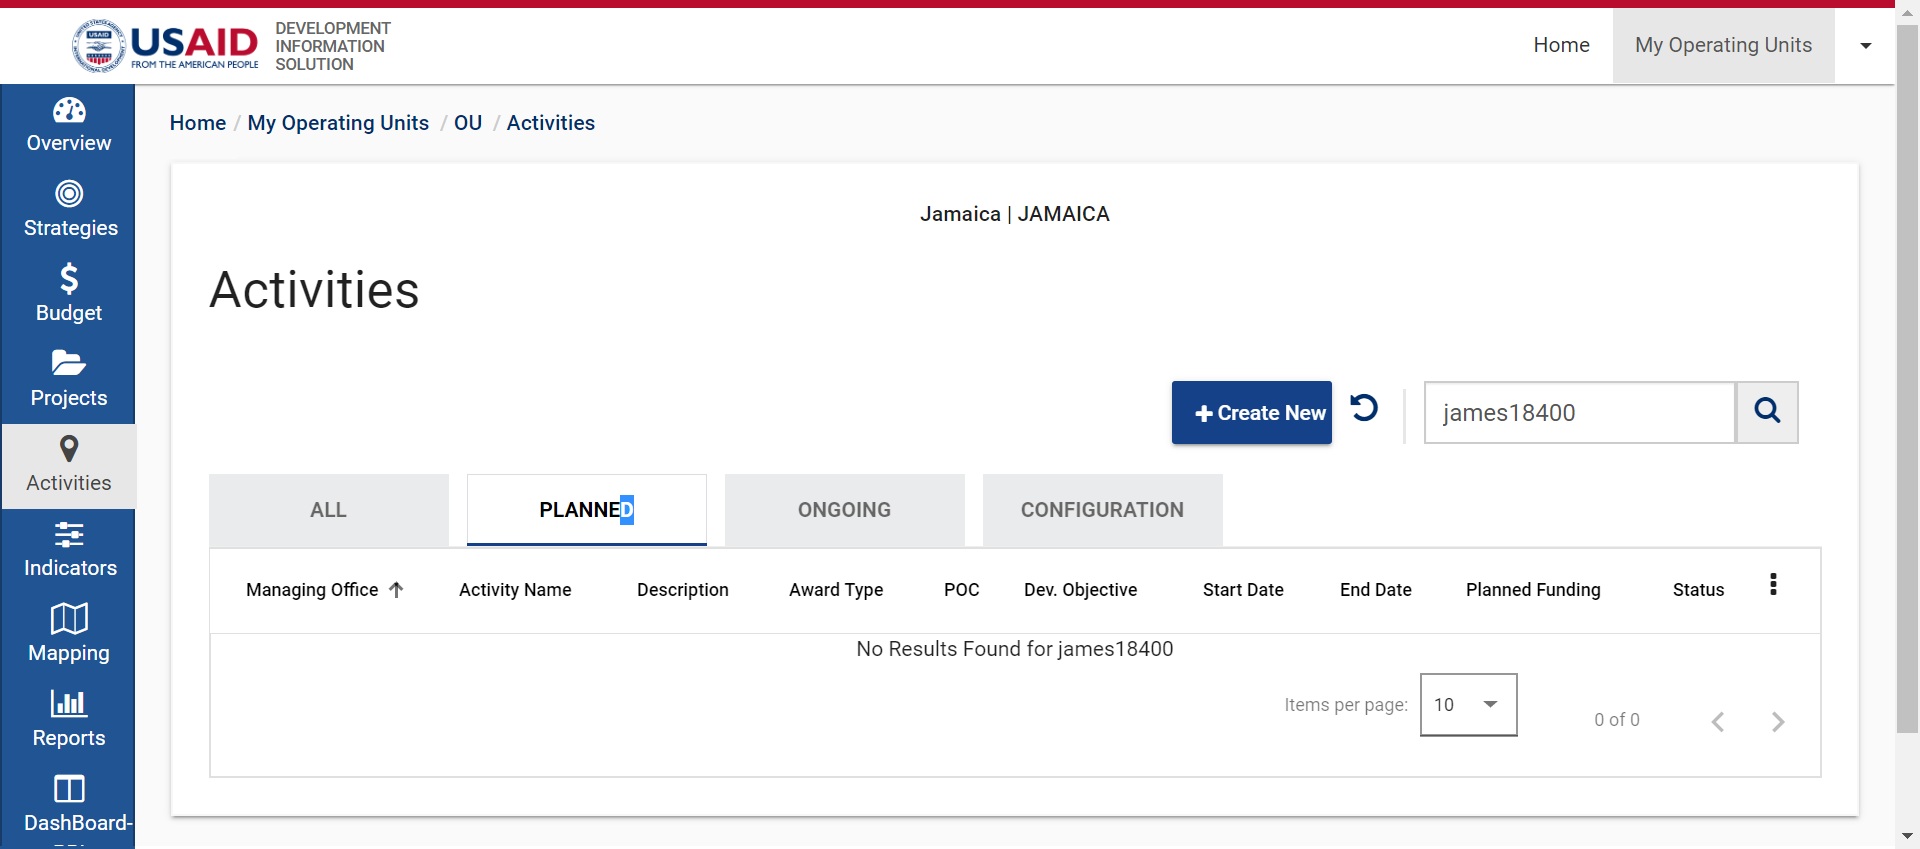 USAID
FROM THE AMERICAN PEOPLE
DEVELOPMENT
INFORMATION
SOLUTION
Home
My Operating Units
Overview
Strategies
Budget
Projects
Activities
Indicators
Mapping
Reports
DashBoard-
Home / My Operating Units / OU / Activities
Jamaica | JAMAICA
Activities
Create New
james18400
ALL
PLANNED
ONGOING
CONFIGURATION
Managing Office Activity Name Description Award Type POC Dev. Objective Start Date End Date Planned Funding Status
No Results Found for james18400
Items per page: 10 0 of 0